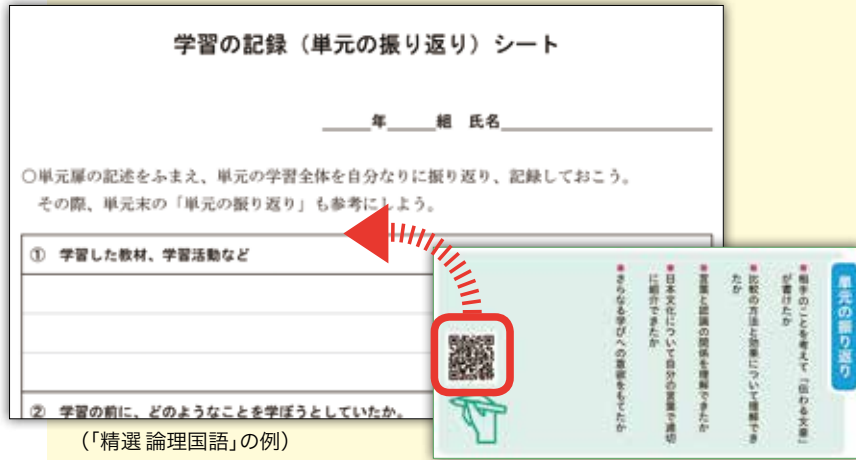 学習の記録（単元の振り返り）シート
年　組　氏名
○単元扉の記述をふまえ、単元の学習全体を自分なりに振り返り、記録しておこう。
その際、単元末の「単元の振り返り」も参考にしよう。
①　学習した教材、学習活動など
②　学習の前に、どのようなことを学ぼうとしていたか。
（「精選 論理国語」の例）
単元の振り返り
●相手のことを考えて「伝わる文章」
が書けたか
●比較の方法と効果について理解でき
たか
●言葉と認識の関係を理解できたか
●日本文化について自分の言葉で適切
に紹介できたか
●さらなる学びへの意欲をもてたか